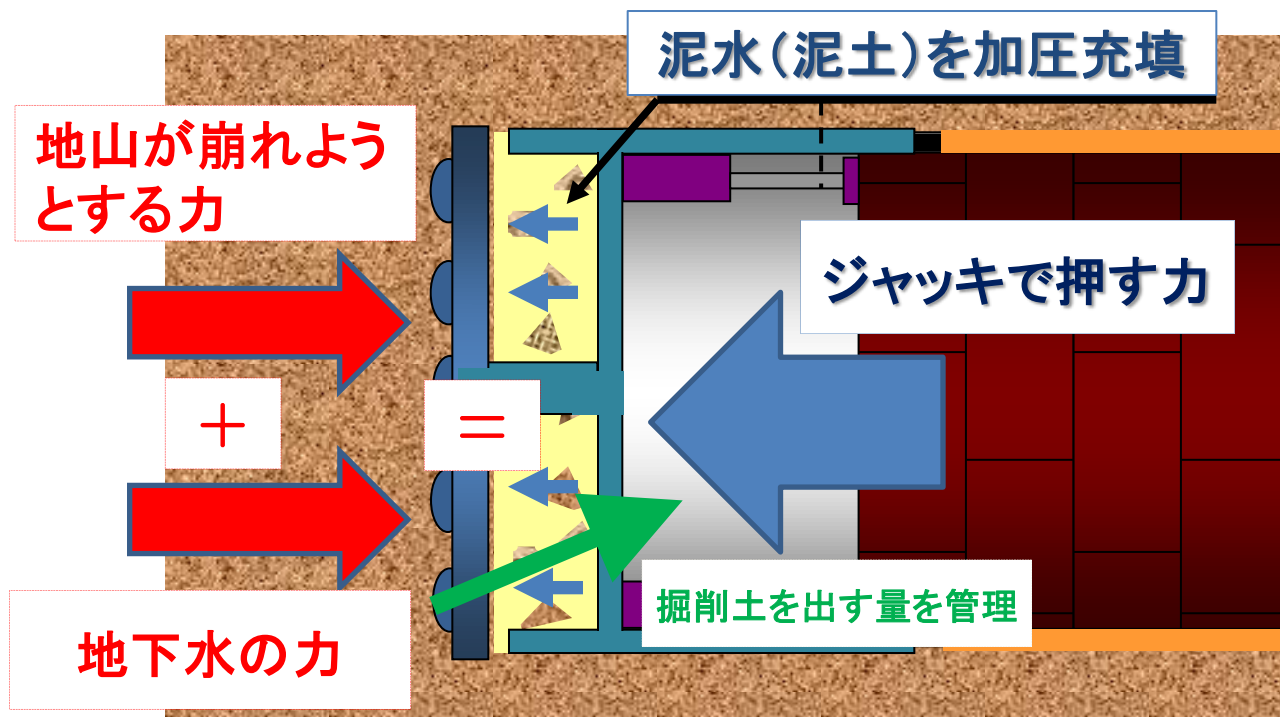 泥水（泥土）を加圧充填
地山が崩れよう
とする力
ジャッキで押す力
＋
＝
掘削土を出す量を管理
地下水の力